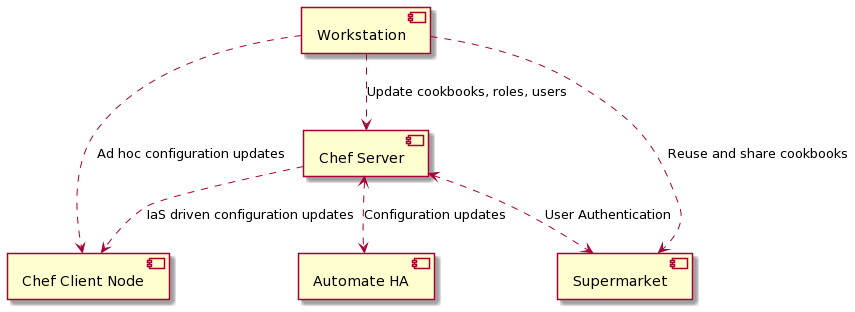 Workstation
Update cookbooks, roles, users
Ad hoc configuration updates
Chef Server
Reuse and share cookbooks
IaS driven configuration updates
Configuration updates
User Authentication
Chef Client Node
Automate HA
Supermarket